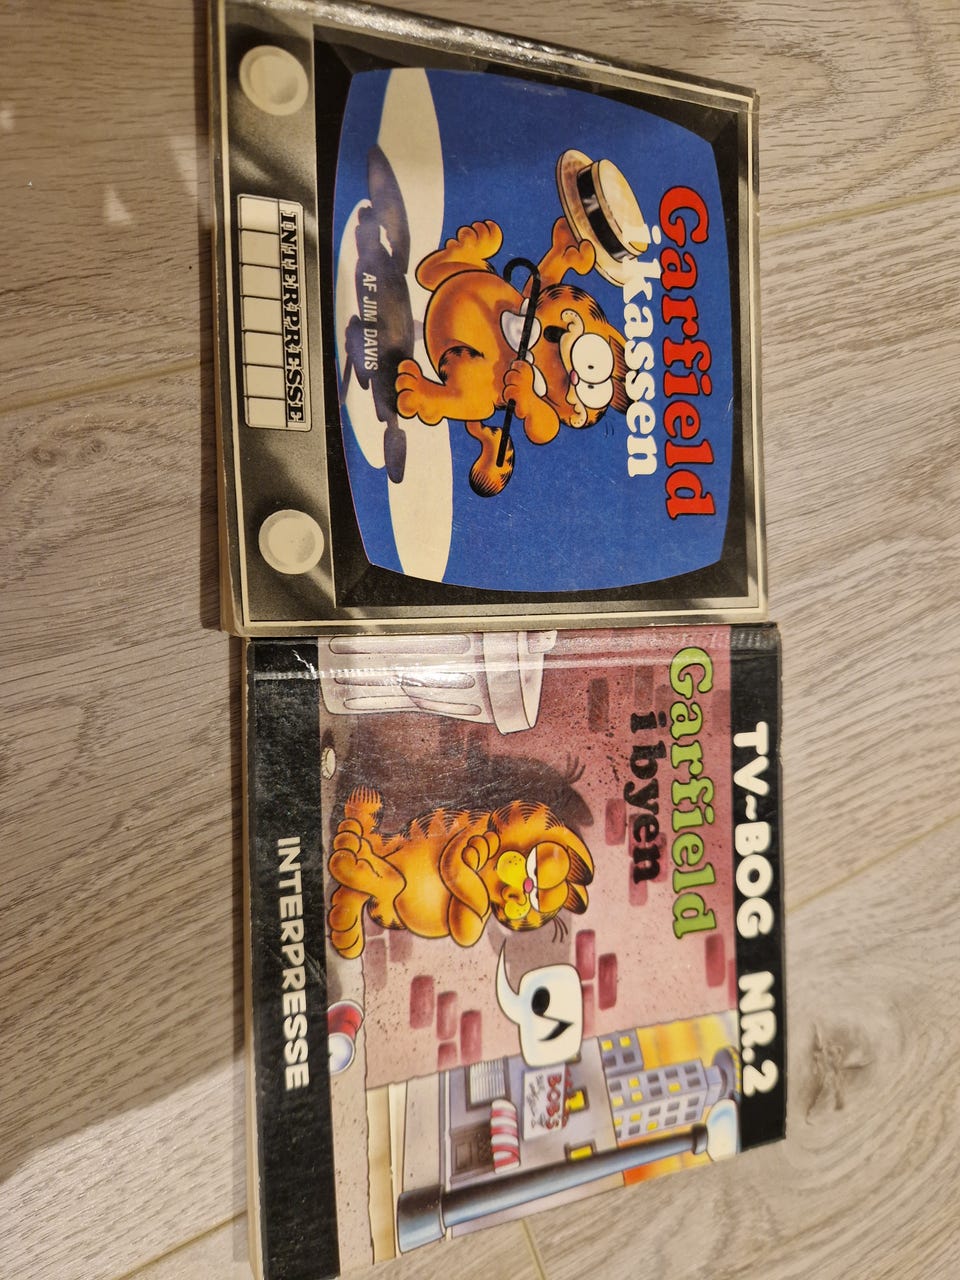 Garfield
i kassen
AF JIM DAVIS
INTERPRESSE
TV-BOG NR.2
Garfield
i byen
BOB'S
INTERPRESSE